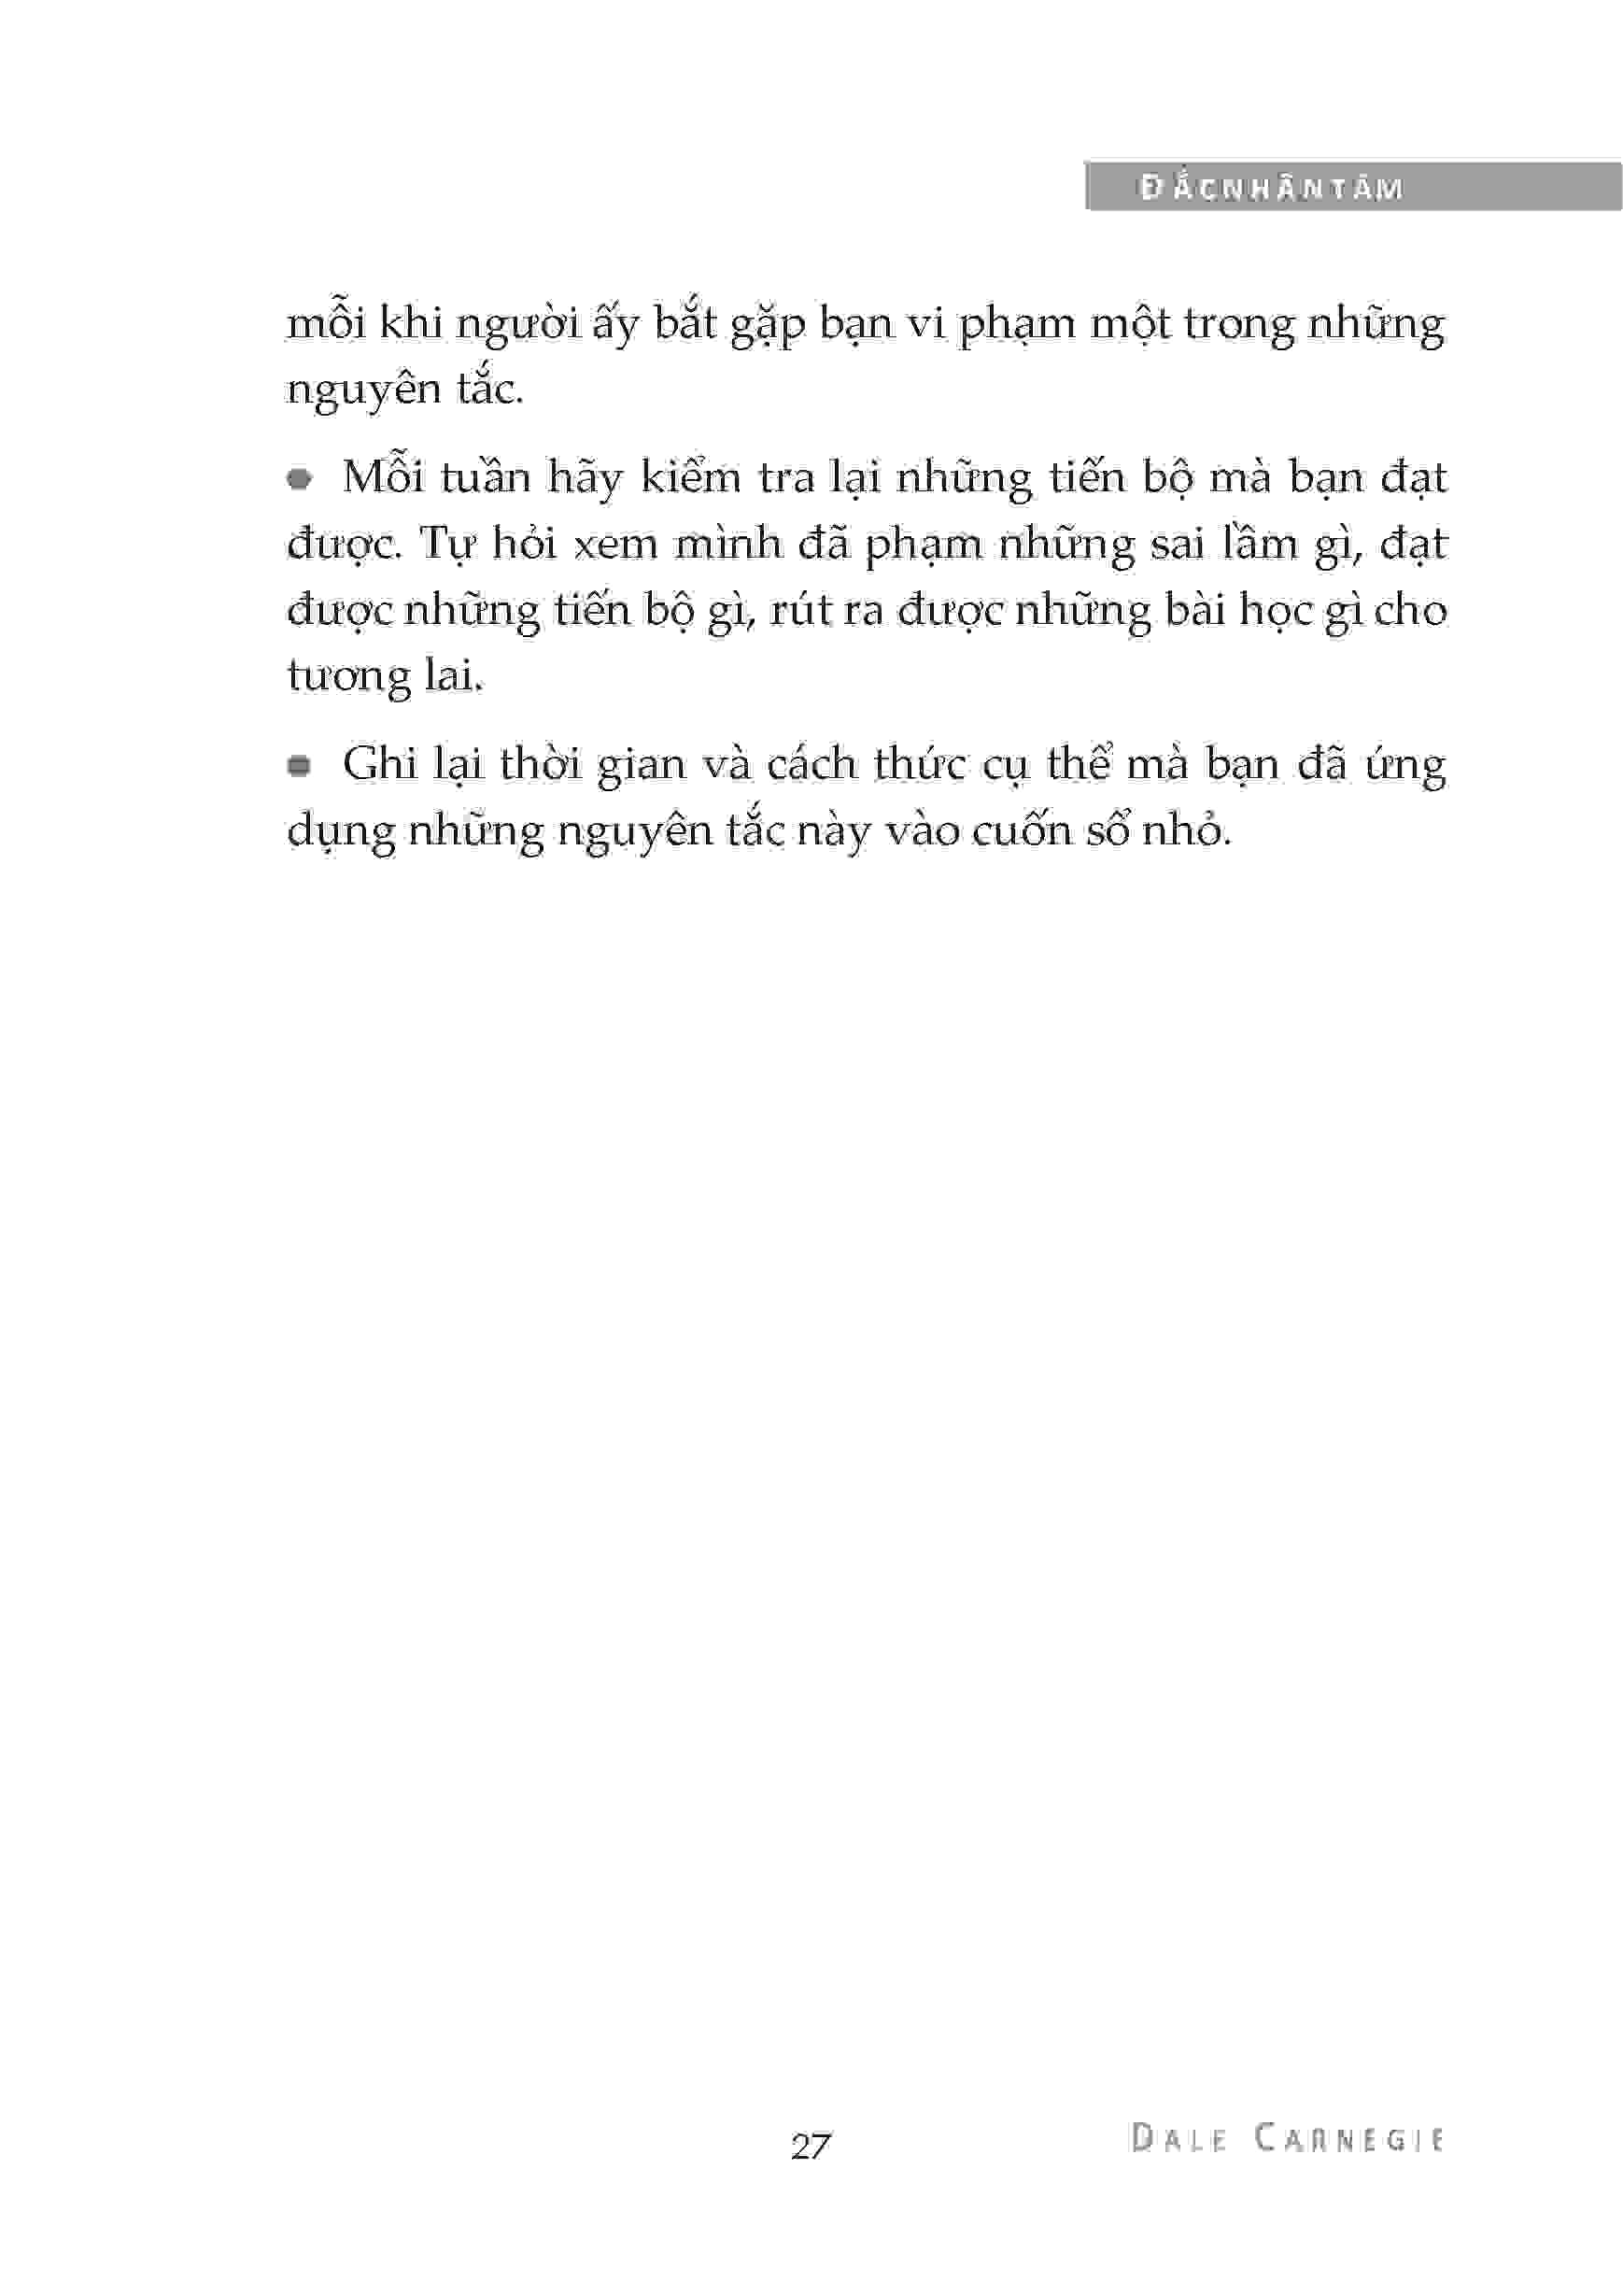 ĐẮCNHÂNTÂM
mỗi khi người ấy bắt gặp bạn vi phạm một trong những
nguyên tắc.
● Mỗi tuần hãy kiểm tra lại những tiến bộ mà bạn đạt
được. Tự hỏi xem mình đã phạm những sai lầm gì, đạt
được những tiến bộ gì, rút ra được những bài học gì cho
tương lai.
● Ghi lại thời gian và cách thức cụ thể mà bạn đã ứng
dụng những nguyên tắc này vào cuốn sổ nhỏ.
27
DALE CARNEGIE